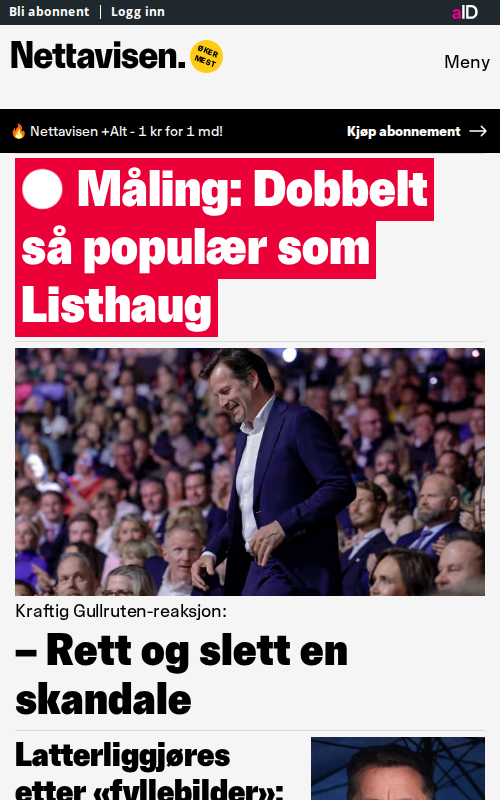 Bli abonnent | Logg inn
aID
Nettavisen.
ØKER
MEST
Meny
🔥 Nettavisen +Alt - 1 kr for 1 md!
Kjøp abonnement →
Måling: Dobbelt
så populær som
Listhaug
Kraftig Gullruten-reaksjon:
– Rett og slett en
skandale
Latterliggjøres
etter «fyllebilder»: